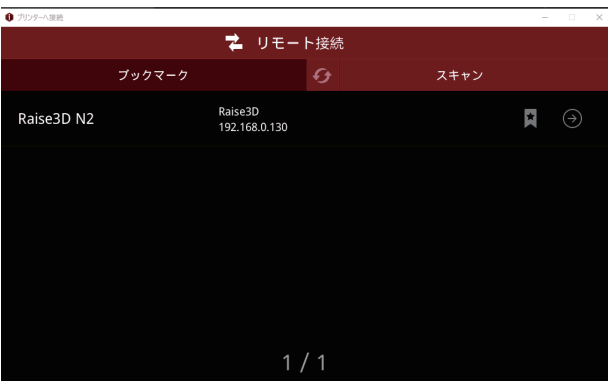 プリンターへ接続
リモート接続
ブックマーク
スキャン
Raise3D N2
Raise3D
192.168.0.130
1 / 1